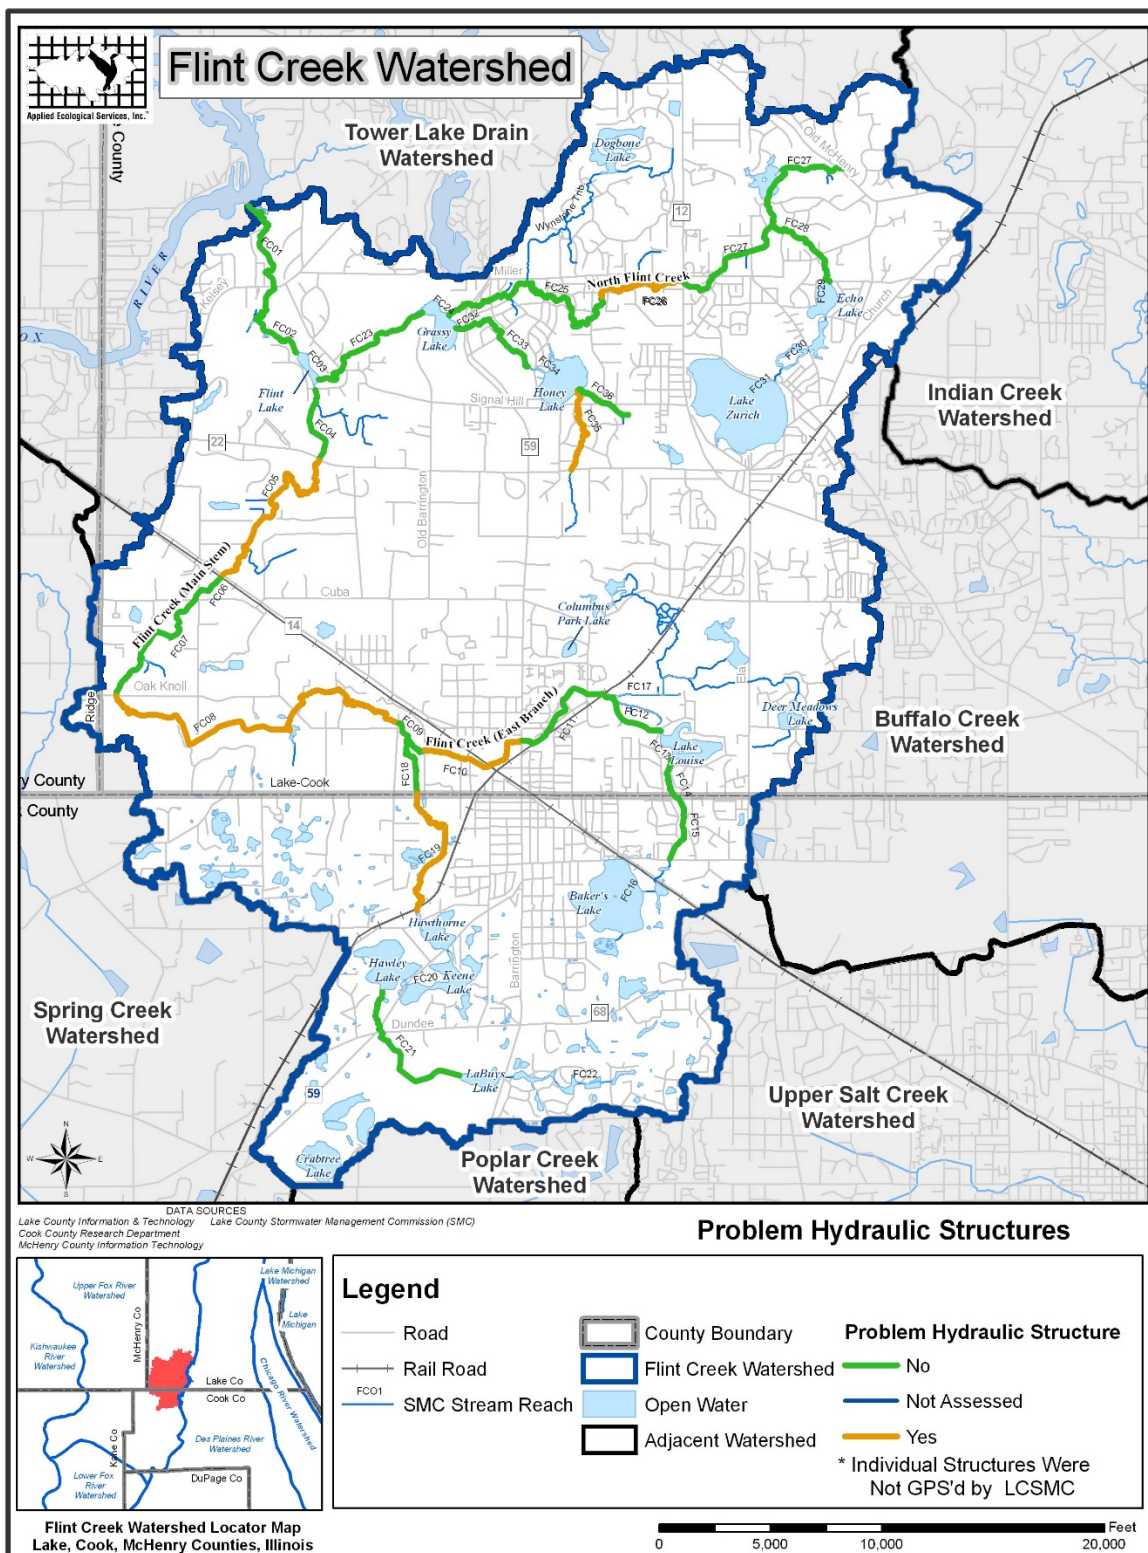 Applied Ecological Services, Inc.
Flint Creek Watershed
County
Tower Lake Drain
Watershed
Dogbone
Lake
Old McHenry
FC27
12
Wynstone Trib.
FC01
RIVER
Kelsey
Miller
FC28
FC27
North Flint Creek
FC25
FC26
FC29
Echo
Lake
Church
OX
FC24
FC32
Grassy
Lake
FC23
FC02
FC03
FC33
FC34
Honey
Lake
FC30
FC31
Flint
Lake
Signal Hill
FC36
FC35
Lake
Zurich
Indian Creek
Watershed
FC04
22
59
FC05
Old Barrington
Flint Creek (Main Stem)
FC06
Cuba
14
Columbus
Park Lake
FC07
Oak Knoll
Ridge
FC08
FC09
Flint Creek (East Branch)
FC10
FC11
FC17
FC12
Ela
Deer Meadows
Lake
Buffalo Creek
Watershed
FC13
Lake
Louise
FC14
FC18
ry County
Lake-Cook
County
FC15
FC19
FC16
Baker's
Lake
Hawthorne
Lake
Hawley
Lake
FC20
Keene
Lake
Barrington
68
Spring Creek
Watershed
Dundee
FC21
LaBuys
Lake
FC22
59
Upper Salt Creek
Watershed
Crabtree
Lake
Poplar Creek
Watershed
N
W E
S
DATA SOURCES
Lake County Information & Technology Lake County Stormwater Management Commission (SMC)
Cook County Research Department
McHenry County Information Technology
Problem Hydraulic Structures
Upper Fox River
Watershed
McHenry Co
Lake Michigan
Watershed
Lake
Michigan
Kishwaukee
River
Watershed
Lake Co
Cook Co
Chicago River Watershed
Kane Co
Des Plaines River
Watershed
Lower Fox
River
Watershed
DuPage Co
Flint Creek Watershed Locator Map
Lake, Cook, McHenry Counties, Illinois
Legend
Road
Rail Road
FC01
SMC Stream Reach
County Boundary
Flint Creek Watershed
Open Water
Adjacent Watershed
Problem Hydraulic Structure
No
Not Assessed
Yes
* Individual Structures Were
Not GPS'd by LCSMC
Feet
0 5,000 10,000 20,000